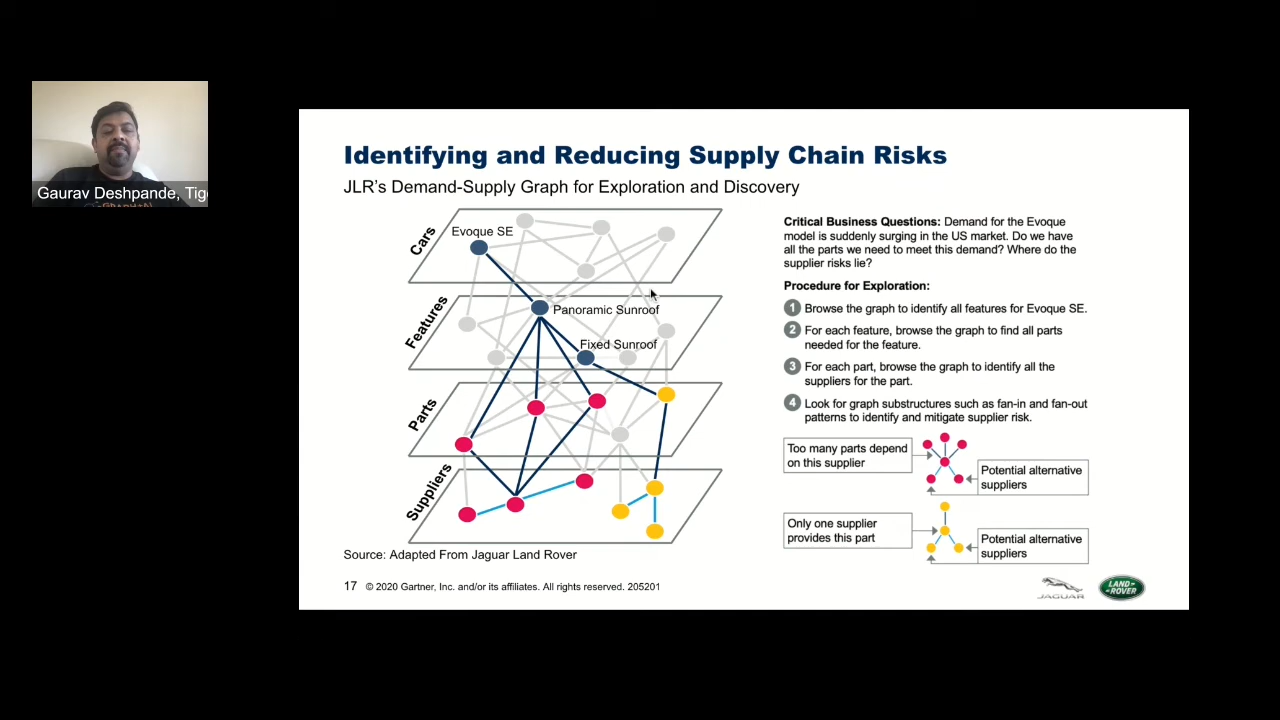 Gaurav Deshpande, Tig
Identifying and Reducing Supply Chain Risks
JLR's Demand-Supply Graph for Exploration and Discovery
Cars
Evoque SE
Features
Panoramic Sunroof
Fixed Sunroof
Parts
Suppliers
Source: Adapted From Jaguar Land Rover
Critical Business Questions: Demand for the Evoque
model is suddenly surging in the US market. Do we have
all the parts we need to meet this demand? Where do the
supplier risks lie?
Procedure for Exploration:
1 Browse the graph to identify all features for Evoque SE.
2 For each feature, browse the graph to find all parts
needed for the feature.
3 For each part, browse the graph to identify all the
suppliers for the part.
4 Look for graph substructures such as fan-in and fan-out
patterns to identify and mitigate supplier risk.
Too many parts depend
on this supplier
Potential alternative
suppliers
Only one supplier
provides this part
Potential alternative
suppliers
17 © 2020 Gartner, Inc. and/or its affiliates. All rights reserved. 205201
JAGUAR
LAND-
ROVER